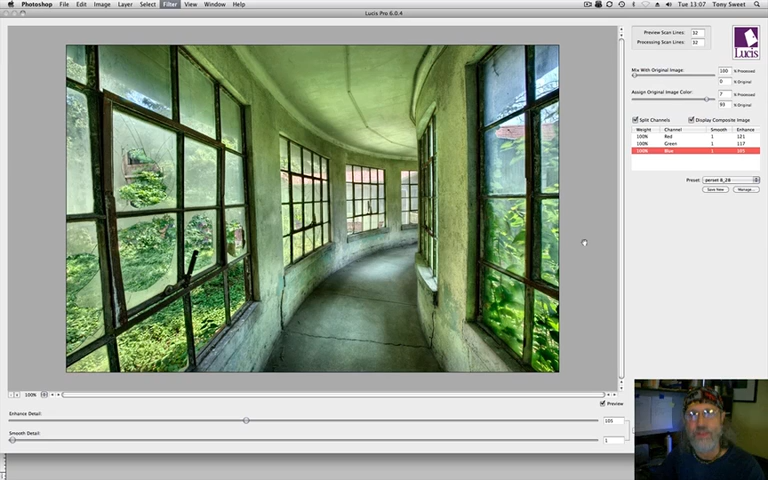 Photoshop File Edit Image Layer Select Filter View Window Help Tue 11:07 Tony Sweet
Lucis Pro 6.0.4
Preview Scan Lines: 32
Processing Scan Lines: 32
Lucis
Mix With Original Image: 100 % Processed
0 % Original
Assign Original Image Color: 7 % Processed
93 % Original
Split Channels Display Composite Image
Weight Channel Smooth Enhance
100% Red 1 121
100% Green 1 117
100% Blue 1 105
Preset:
Save New Manage...
100%
Preview
Enhance Detail:
105
Smooth Detail:
1